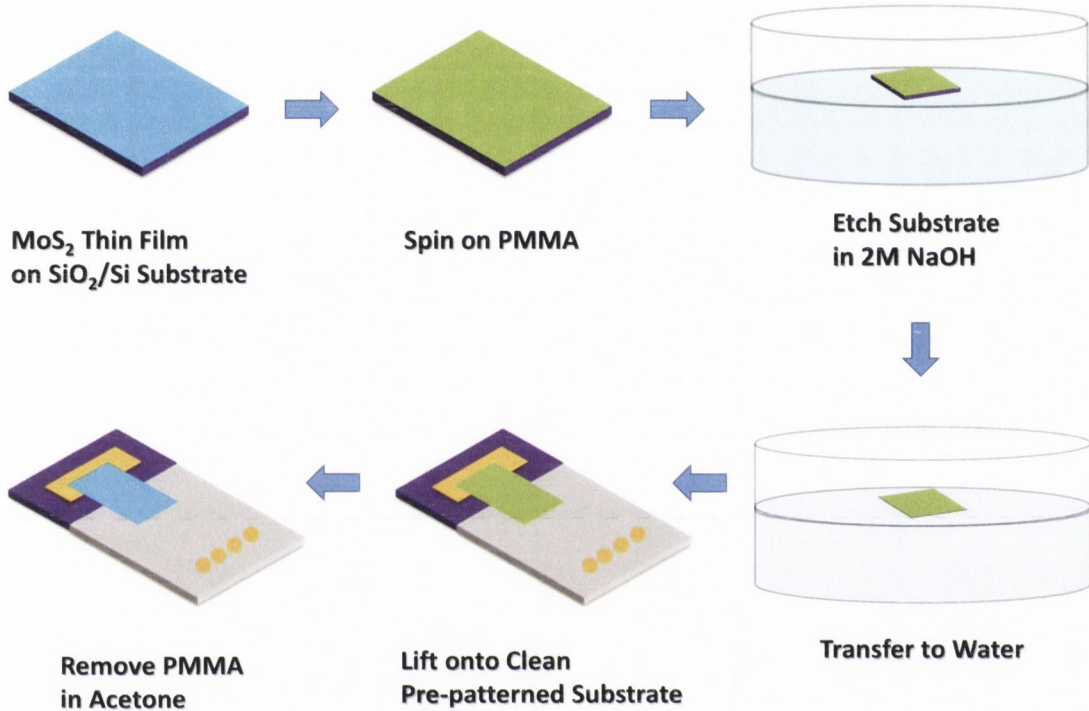 MoS₂ Thin Film
on SiO₂/Si Substrate
Spin on PMMA
Etch Substrate
in 2M NaOH
Transfer to Water
Lift onto Clean
Pre-patterned Substrate
Remove PMMA
in Acetone